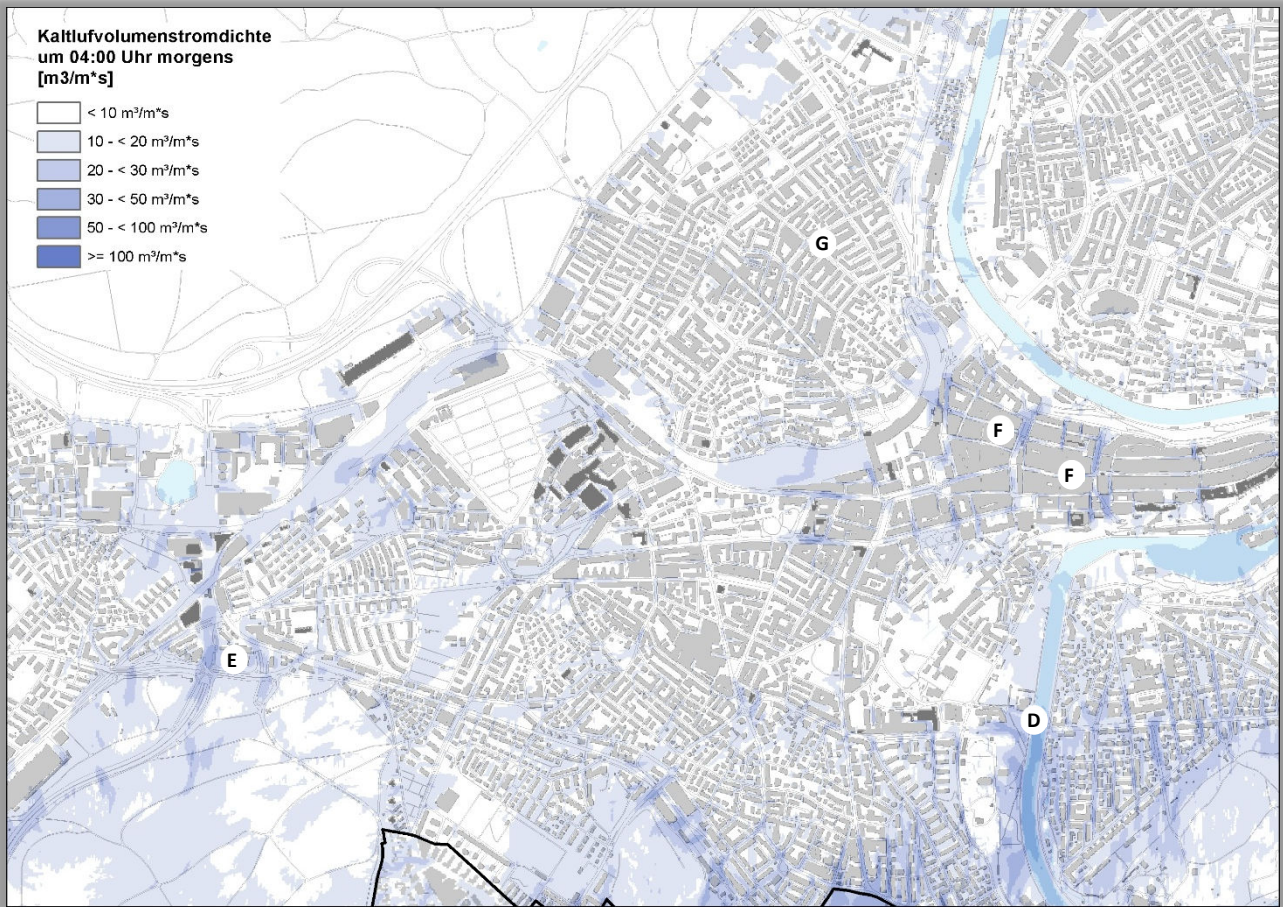 Kaltlufvolumenstromdichte
um 04:00 Uhr morgens
[m3/m*s]
< 10 m³/m*s
10 - < 20 m³/m*s
20 - < 30 m³/m*s
30 - < 50 m³/m*s
50 - < 100 m³/m*s
>= 100 m³/m*s
G
F
F
E
D